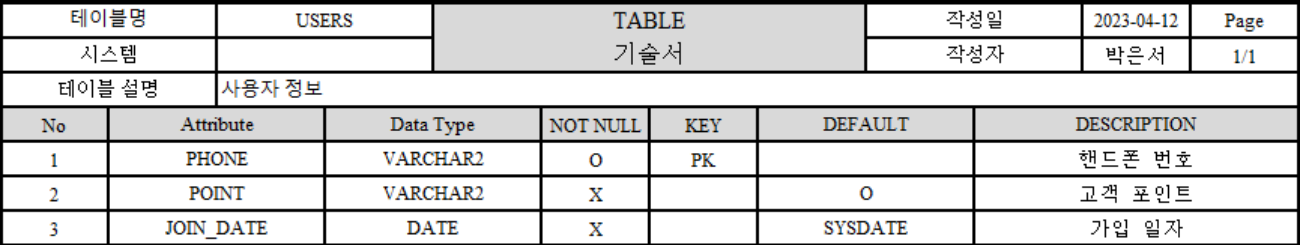 테이블명 USERS TABLE 작성일 2023-04-12 Page
시스템 기술서 작성자 박은서 1/1
테이블 설명 사용자 정보
No Attribute Data Type NOT NULL KEY DEFAULT DESCRIPTION
1 PHONE VARCHAR2 O PK 핸드폰 번호
2 POINT VARCHAR2 X O 고객 포인트
3 JOIN_DATE DATE X SYSDATE 가입 일자